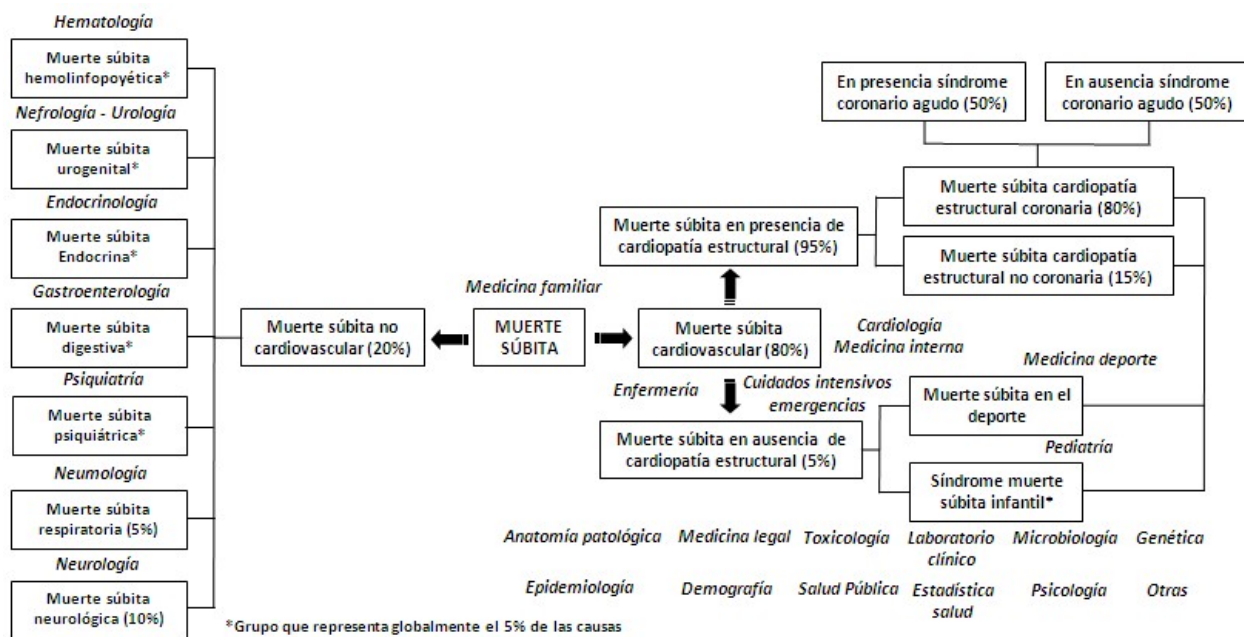 Hematología
Muerte súbita
hemolinfopoyética*
Nefrología - Urología
Muerte súbita
urogenital*
Endocrinología
Muerte súbita
Endocrina*
Gastroenterología
Muerte súbita
digestiva*
Psiquiatría
Muerte súbita
psiquiátrica*
Neumología
Muerte súbita
respiratoria (5%)
Neurología
Muerte súbita
neurológica (10%)
Muerte súbita no
cardiovascular (20%)
Medicina familiar
MUERTE
SÚBITA
Muerte súbita
cardiovascular (80%)
Enfermería
Cuidados intensivos
emergencias
Cardiología
Medicina interna
Muerte súbita en presencia de
cardiopatía estructural (95%)
Muerte súbita en ausencia de
cardiopatía estructural (5%)
En presencia síndrome
coronario agudo (50%)
En ausencia síndrome
coronario agudo (50%)
Muerte súbita cardiopatía
estructural coronaria (80%)
Muerte súbita cardiopatía
estructural no coronaria (15%)
Medicina deporte
Muerte súbita en el
deporte
Pediatría
Síndrome muerte
súbita infantil*
Anatomía patológica
Medicina legal
Toxicología
Laboratorio
clínico
Microbiología
Genética
Epidemiología
Demografía
Salud Pública
Estadística
salud
Psicología
Otras
*Grupo que representa globalmente el 5% de las causas